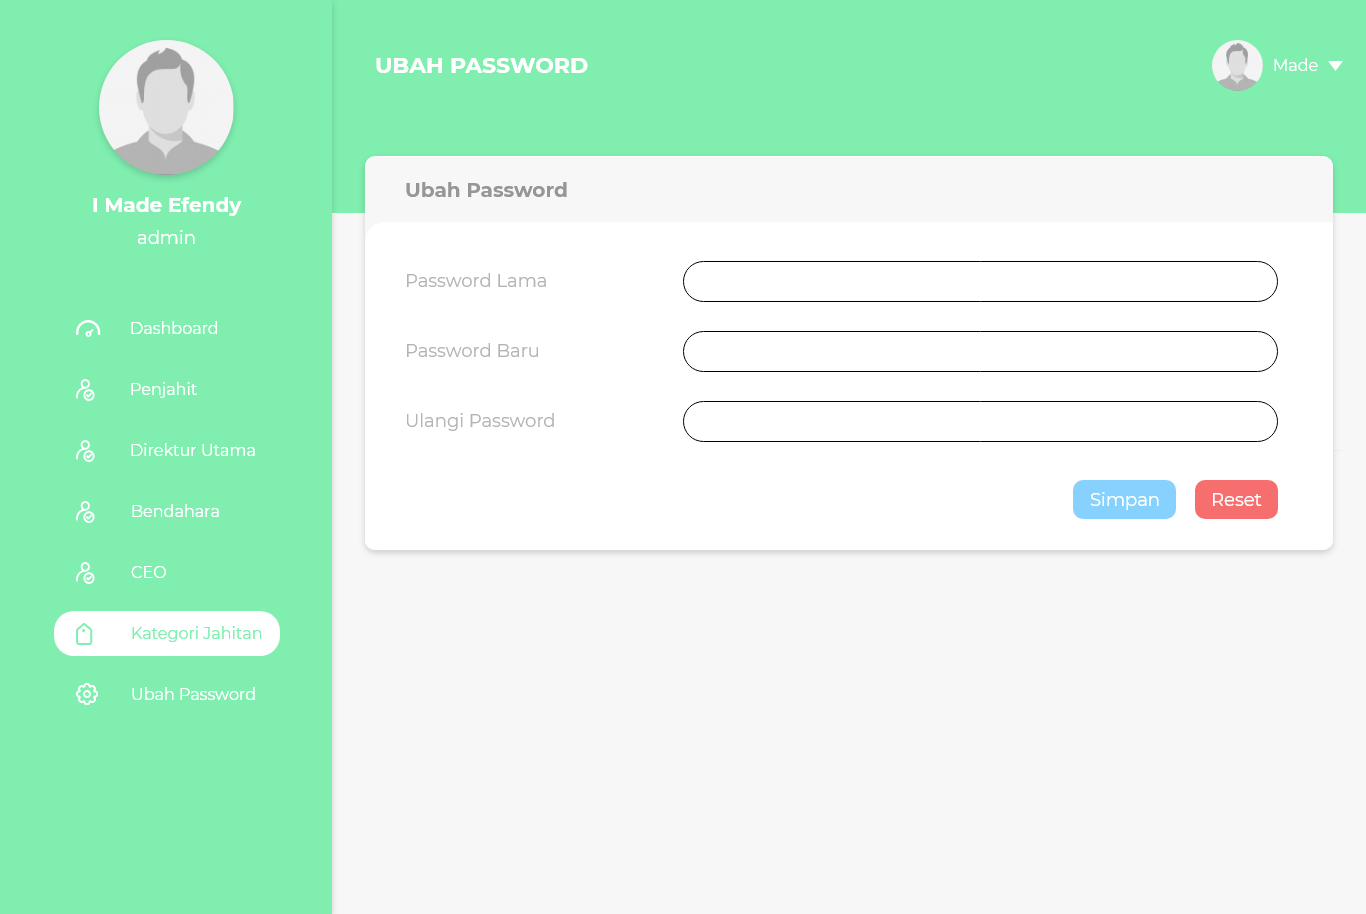 I Made Efendy
admin
Dashboard
Penjahit
Direktur Utama
Bendahara
CEO
Kategori Jahitan
Ubah Password
UBAH PASSWORD
Made
Ubah Password
Password Lama
Password Baru
Ulangi Password
Simpan
Reset